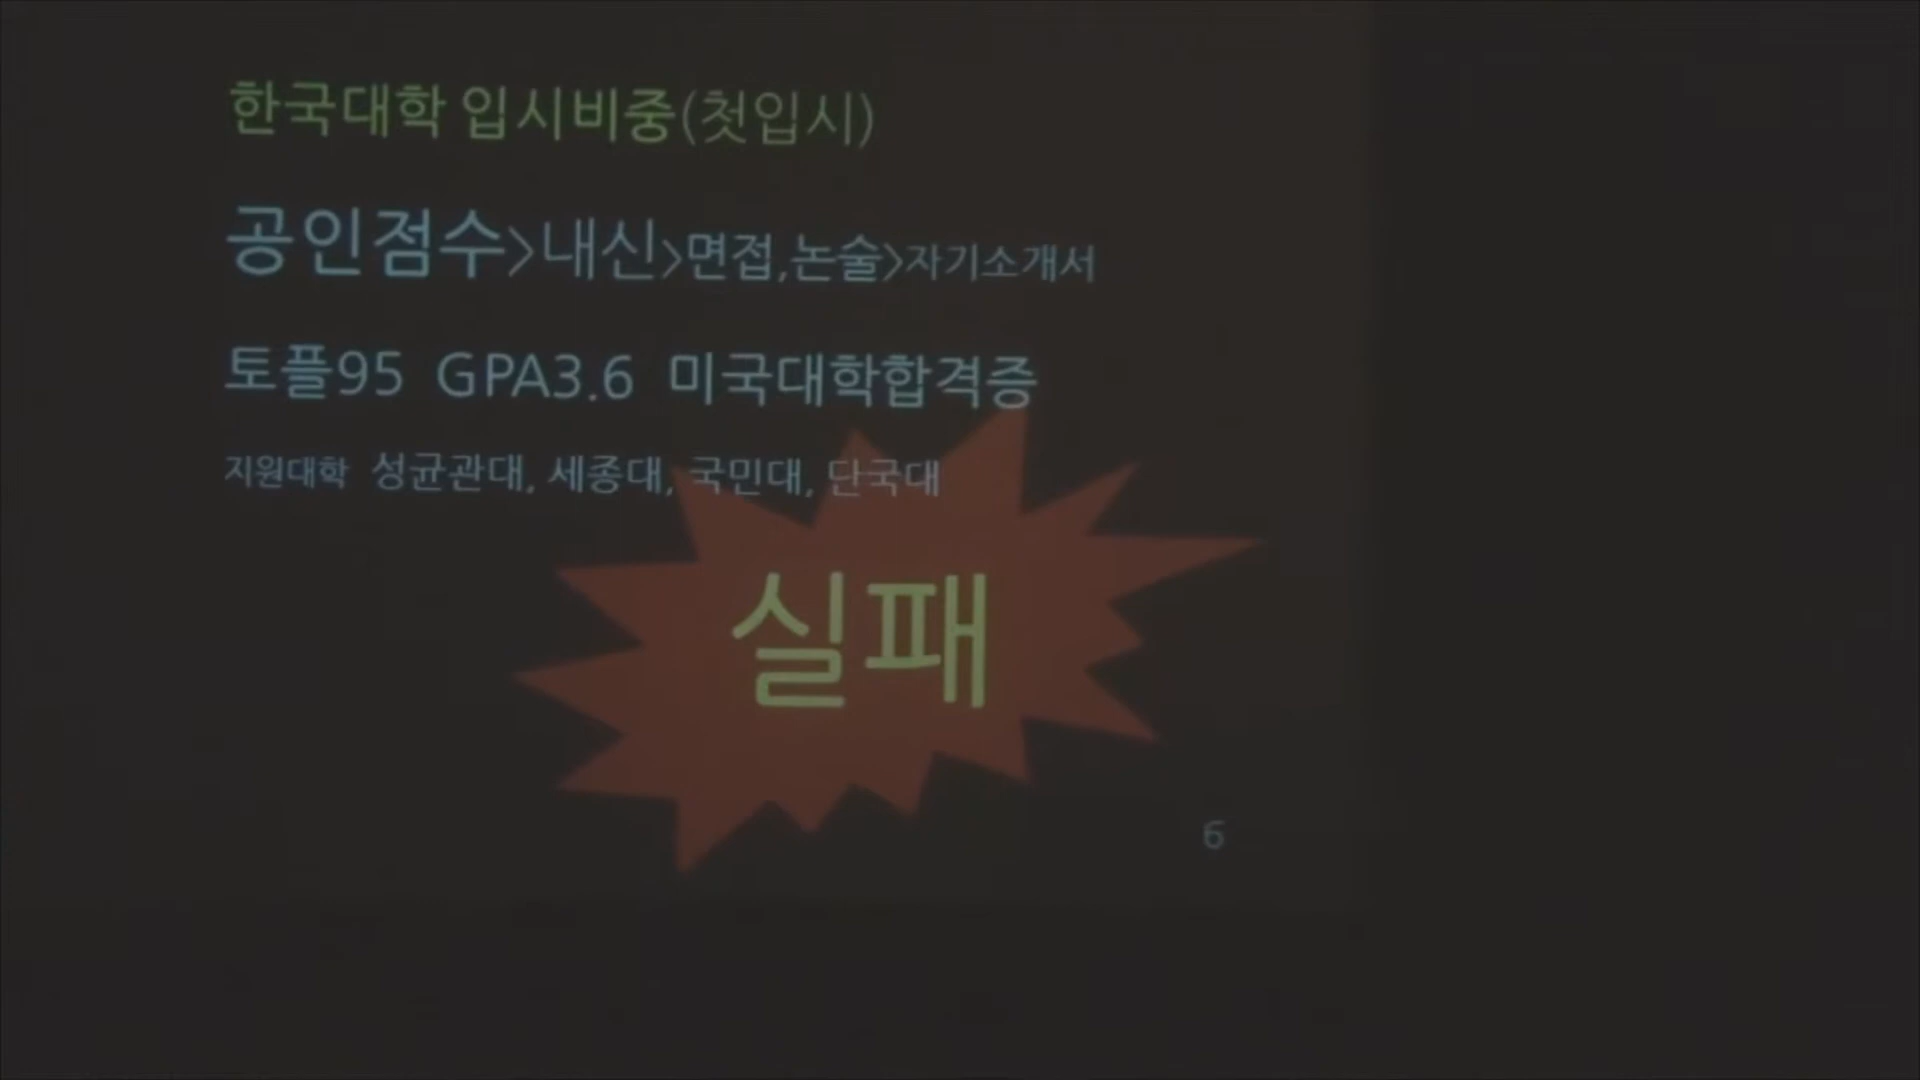 한국대학 입시비중(첫입시)
공인점수>내신>면접,논술>자기소개서
토플95 GPA3.6 미국대학합격증
지원대학 성균관대, 세종대, 국민대, 단국대
실패
6